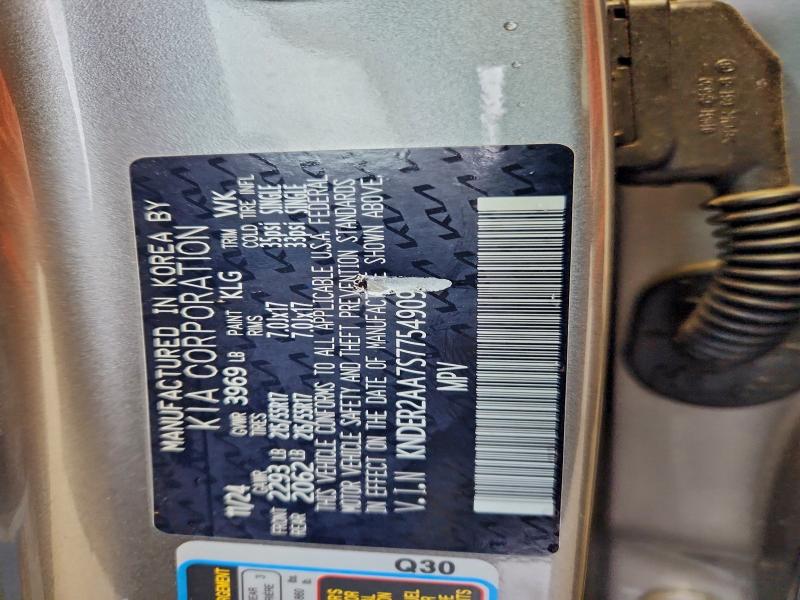 MANUFACTURED IN KOREA BY
KIA CORPORATION
11/24 GVWR 3969 LB PAINT KLG TRIM WK
GAWR TIRES RIMS COLD TIRE INFL
FRONT 2293 LB 215/55R17 7.0Jx17 35psi SINGLE
REAR 2062 LB 215/55R17 7.0Jx17 33psi SINGLE
THIS VEHICLE CONFORMS TO ALL APPLICABLE U.S.A. FEDERAL
MOTOR VEHICLE SAFETY AND THEFT PREVENTION STANDARDS
IN EFFECT ON THE DATE OF MANUFACTURE SHOWN ABOVE.
V.I.N KNDER2AA7S7754909
MPV
Q30